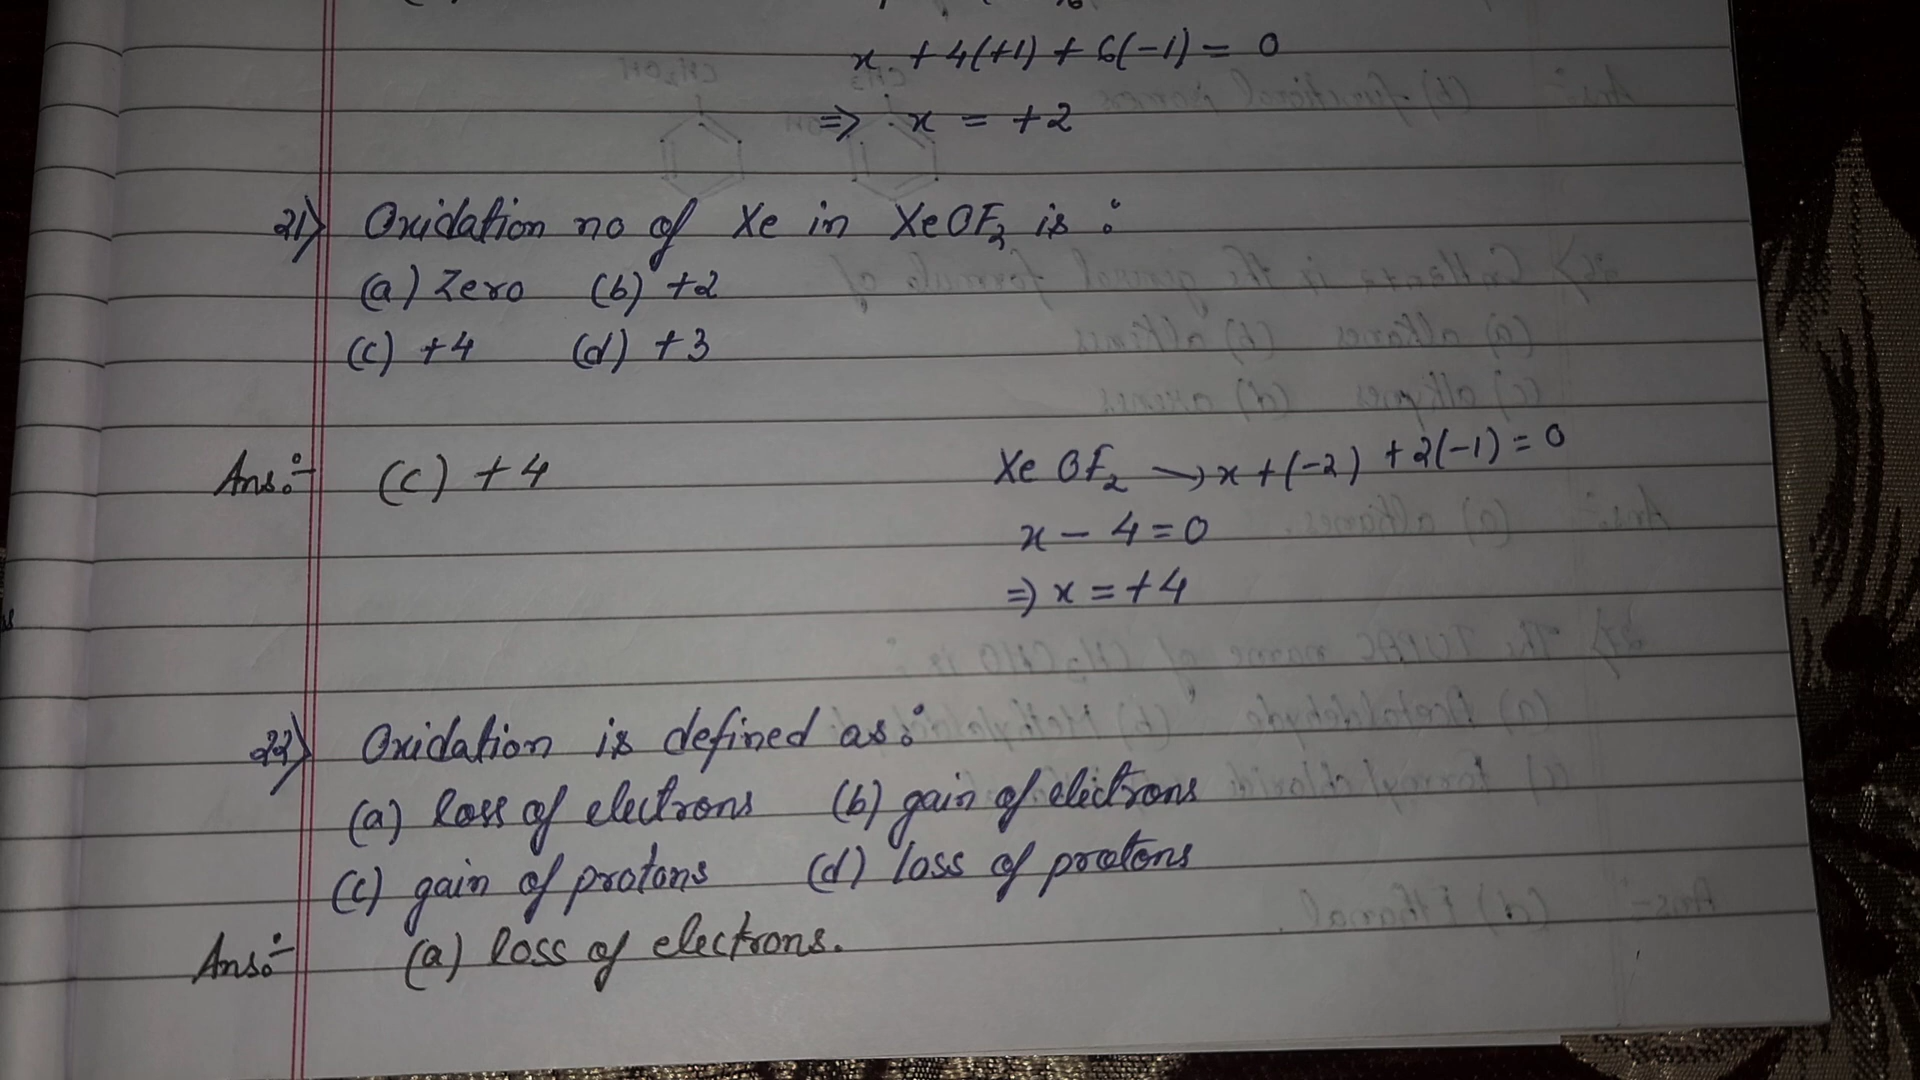 x + 4(+1) + 6(-1) = 0
⇒ x = +2
21) Oxidation no of Xe in XeOF₂ is :
(a) Zero (b) +2
(c) +4 (d) +3
Ans:- (c) +4
XeOF₂ → x + (-2) + 2(-1) = 0
x - 4 = 0
⇒ x = +4
22) Oxidation is defined as:
(a) loss of electrons (b) gain of electrons
(c) gain of protons (d) loss of protons
Ans:- (a) loss of electrons.